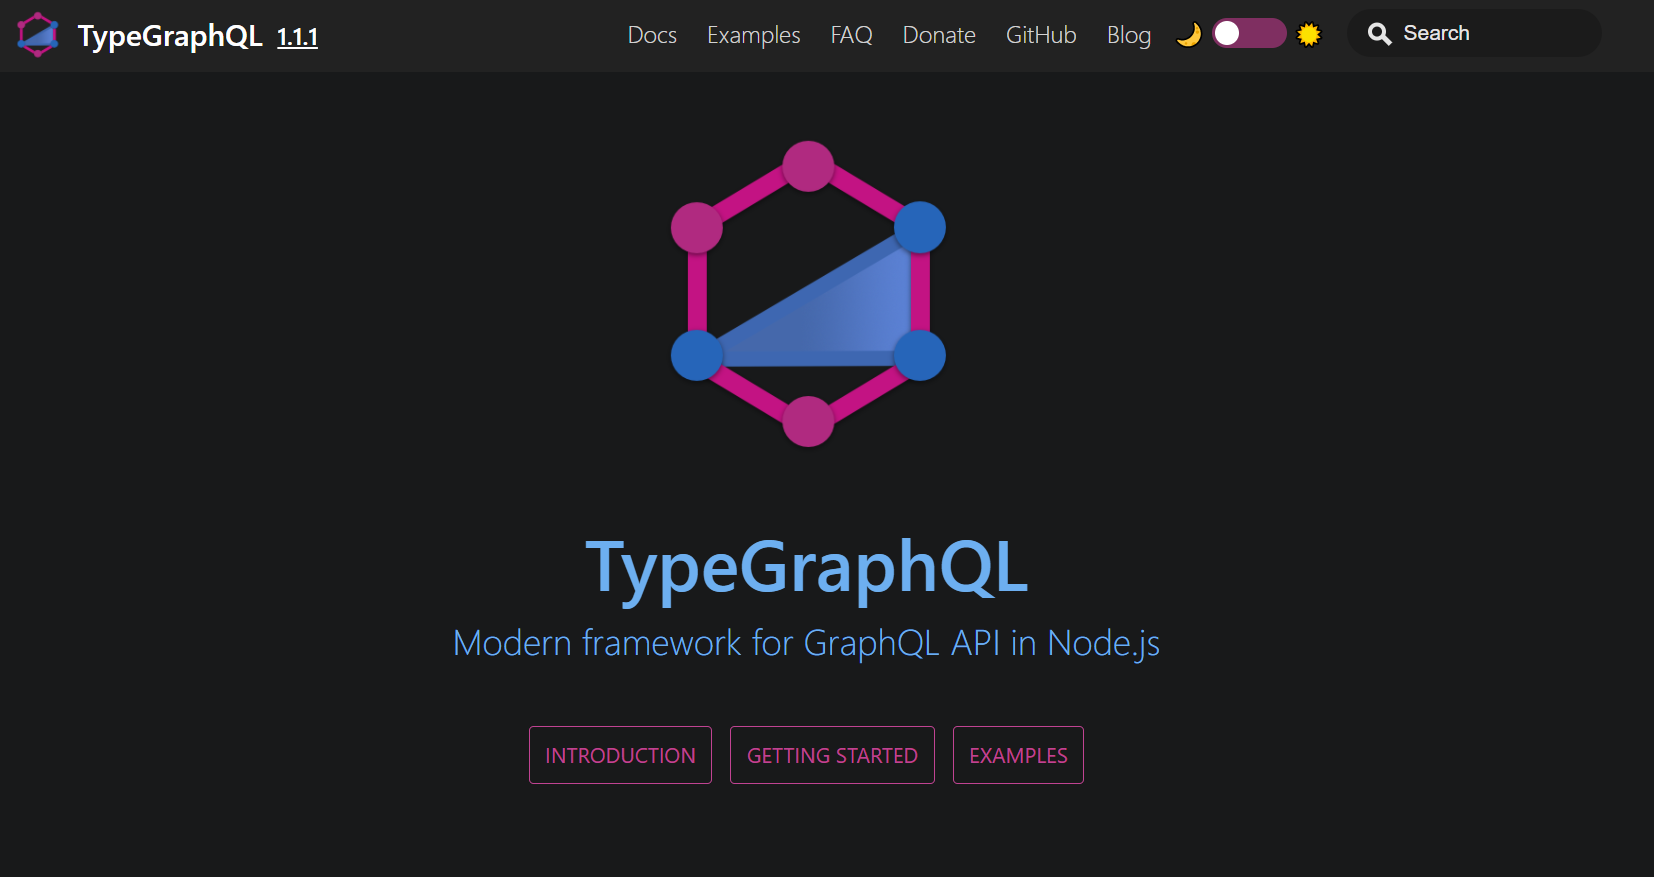 TypeGraphQL 1.1.1
Docs Examples FAQ Donate GitHub Blog Search
TypeGraphQL
Modern framework for GraphQL API in Node.js
INTRODUCTION GETTING STARTED EXAMPLES